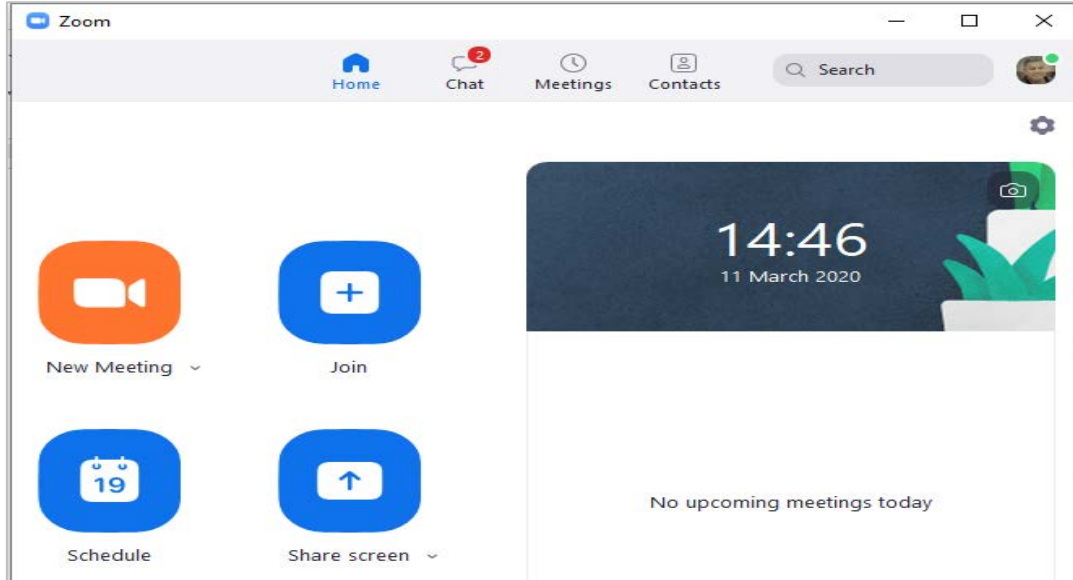 Zoom
2
Home Chat Meetings Contacts Search
14:46
11 March 2020
New Meeting Join
19
Schedule Share screen
No upcoming meetings today